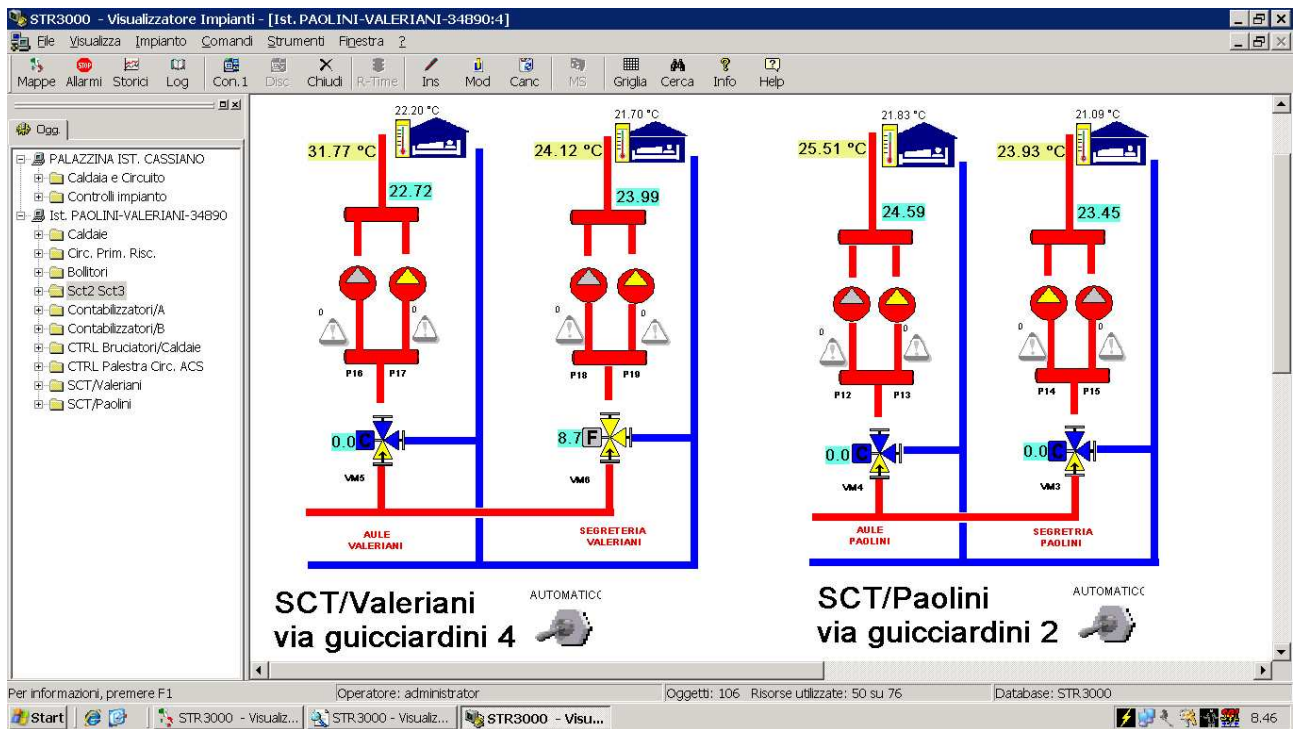 STR3000 - Visualizzatore Impianti - [Ist. PAOLINI-VALERIANI-34890:4]
File Visualizza Impianto Comandi Strumenti Finestra ?
Mappe Allarmi Storici Log Con.1 Disc Chiudi R-Time Ins Mod Canc MS Griglia Cerca Info Help
Ogg.
PALAZZINA IST. CASSIANO
Caldaia e Circuito
Controlli impianto
Ist. PAOLINI-VALERIANI-34890
Caldaie
Circ. Prim. Risc.
Bollitori
Sct2 Sct3
Contabilizzatori/A
Contabilizzatori/B
CTRL Bruciatori/Caldaie
CTRL Palestra Circ. ACS
SCT/Valeriani
SCT/Paolini
22.20 °C 21.70 °C 21.83 °C 21.09 °C
31.77 °C 24.12 °C 25.51 °C 23.93 °C
22.72 23.99 24.59 23.45
0 0 0 0 0 0 0 0
P16 P17 P18 P19 P12 P13 P14 P15
0.0 C 8.7 F 0.0 C 0.0 C
VM5 VM6 VM4 VM3
AULE
VALERIANI
SEGRETERIA
VALERIANI
AULE
PAOLINI
SEGRETRIA
PAOLINI
SCT/Valeriani
via guicciardini 4
AUTOMATICC
SCT/Paolini
via guicciardini 2
AUTOMATICC
Per informazioni, premere F1 Operatore: administrator Oggetti: 106 Risorse utilizzate: 50 su 76 Database: STR3000
Start STR3000 - Visualiz... STR3000 - Visualiz... STR3000 - Visu... 8.46